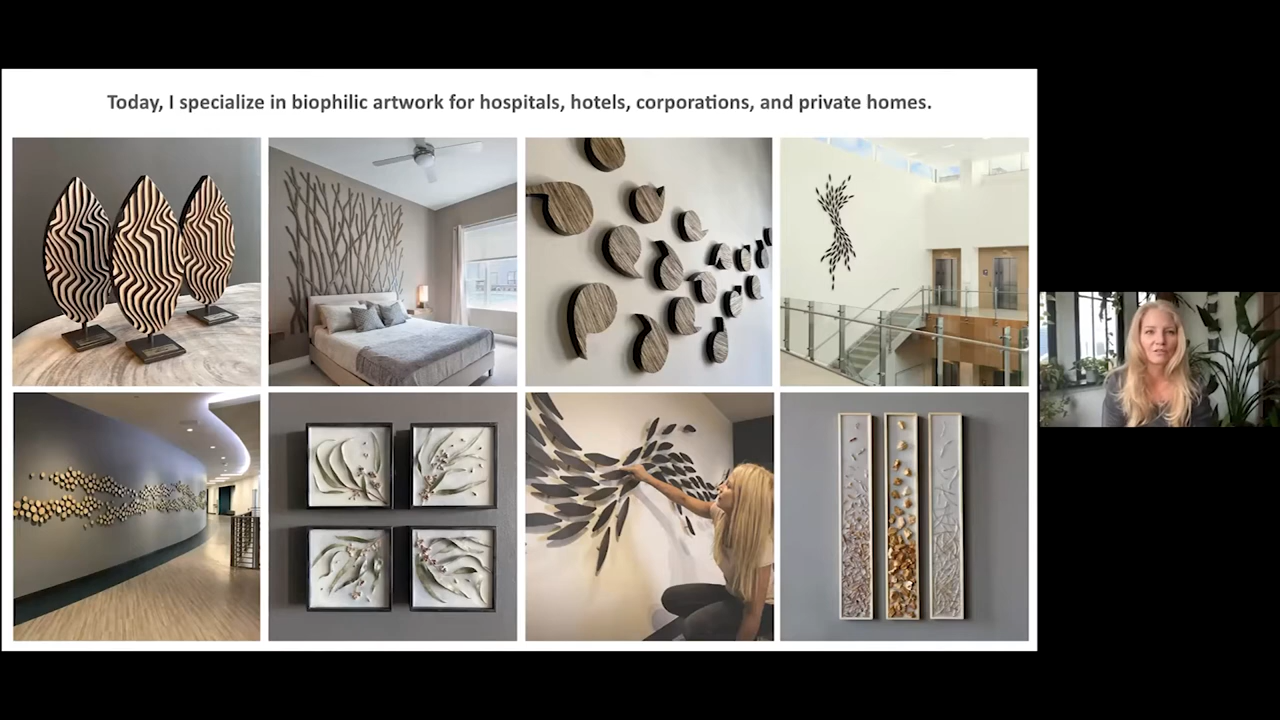 Today, I specialize in biophilic artwork for hospitals, hotels, corporations, and private homes.